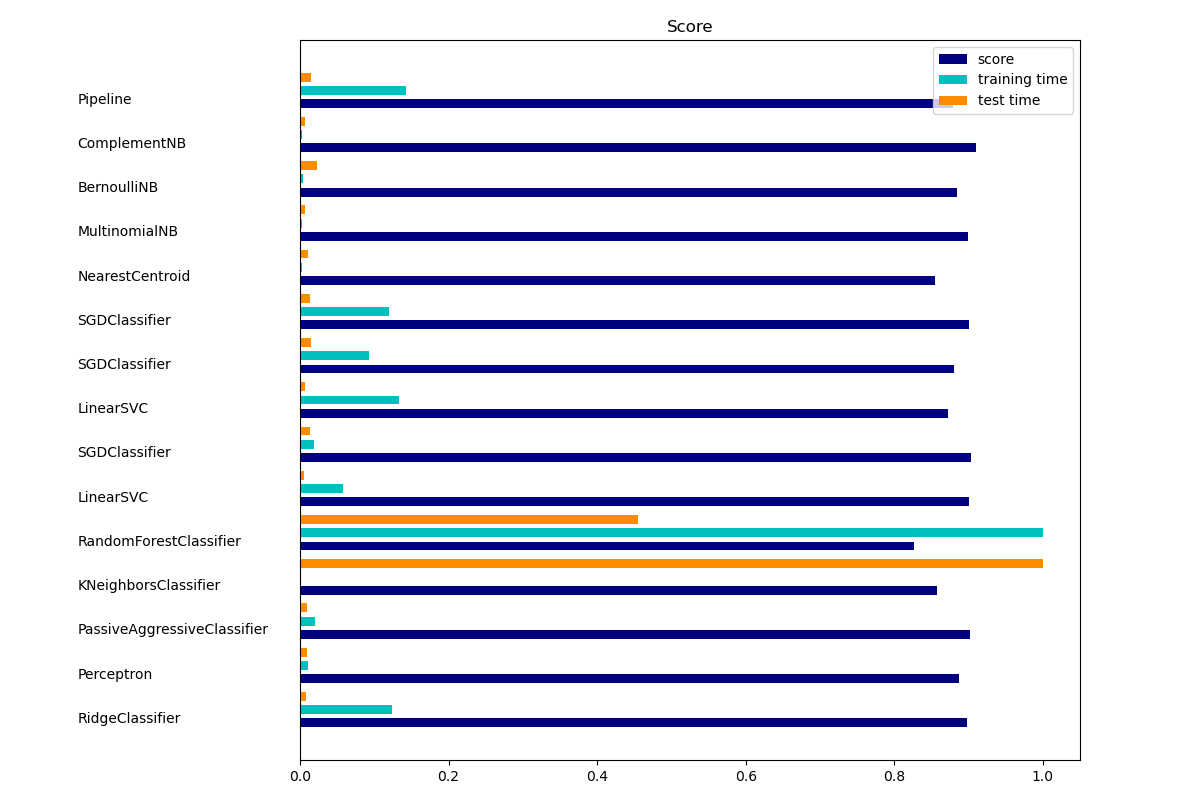 Score
score
training time
test time
Pipeline
ComplementNB
BernoulliNB
MultinomialNB
NearestCentroid
SGDClassifier
SGDClassifier
LinearSVC
SGDClassifier
LinearSVC
RandomForestClassifier
KNeighborsClassifier
PassiveAggressiveClassifier
Perceptron
RidgeClassifier
0.0 0.2 0.4 0.6 0.8 1.0